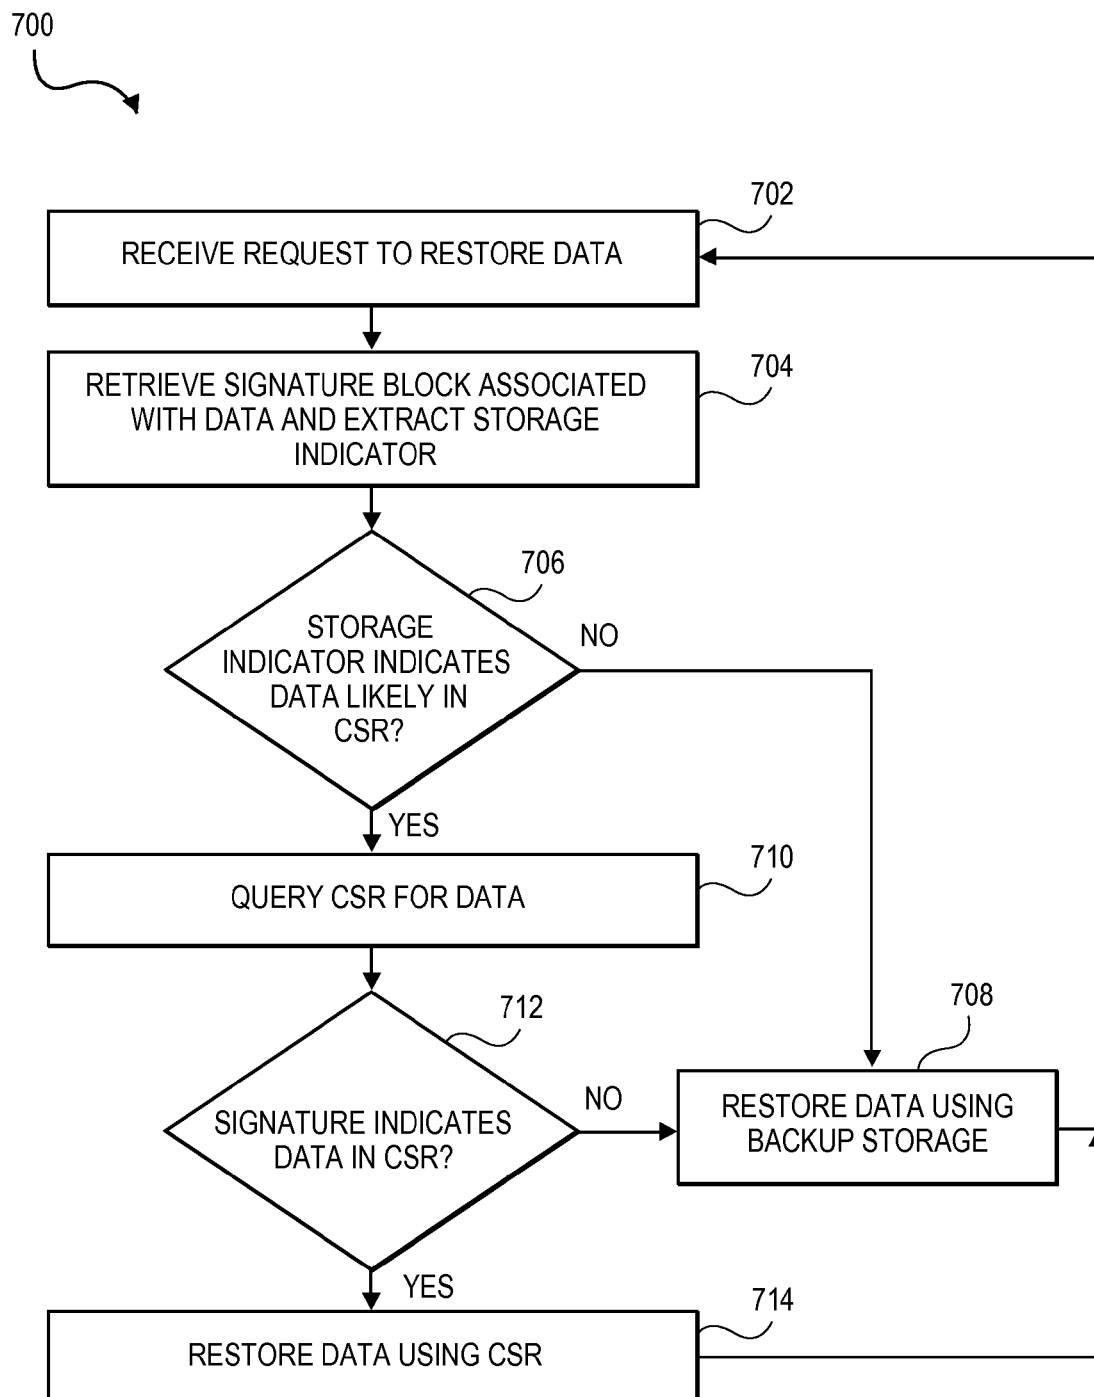 700
702
RECEIVE REQUEST TO RESTORE DATA
704
RETRIEVE SIGNATURE BLOCK ASSOCIATED
WITH DATA AND EXTRACT STORAGE
INDICATOR
706
STORAGE
INDICATOR INDICATES
DATA LIKELY IN
CSR?
NO
YES
710
QUERY CSR FOR DATA
712
SIGNATURE INDICATES
DATA IN CSR?
NO
708
RESTORE DATA USING
BACKUP STORAGE
YES
714
RESTORE DATA USING CSR